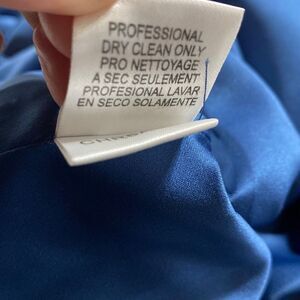 PROFESSIONAL
DRY CLEAN ONLY
PRO NETTOYAGE
A SEC SEULEMENT
PROFESIONAL LAVAR
EN SECO SOLAMENTE